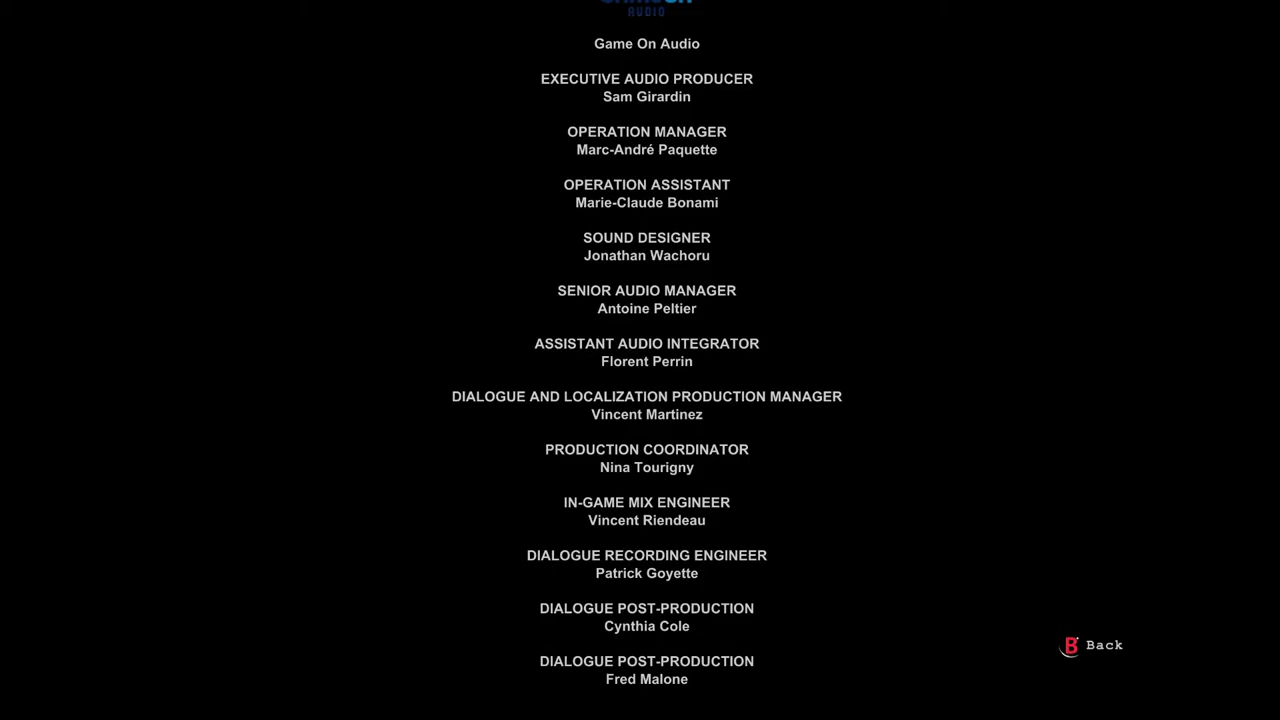 AUDIO
Game On Audio
EXECUTIVE AUDIO PRODUCER
Sam Girardin
OPERATION MANAGER
Marc-André Paquette
OPERATION ASSISTANT
Marie-Claude Bonami
SOUND DESIGNER
Jonathan Wachoru
SENIOR AUDIO MANAGER
Antoine Peltier
ASSISTANT AUDIO INTEGRATOR
Florent Perrin
DIALOGUE AND LOCALIZATION PRODUCTION MANAGER
Vincent Martinez
PRODUCTION COORDINATOR
Nina Tourigny
IN-GAME MIX ENGINEER
Vincent Riendeau
DIALOGUE RECORDING ENGINEER
Patrick Goyette
DIALOGUE POST-PRODUCTION
Cynthia Cole
B Back
DIALOGUE POST-PRODUCTION
Fred Malone